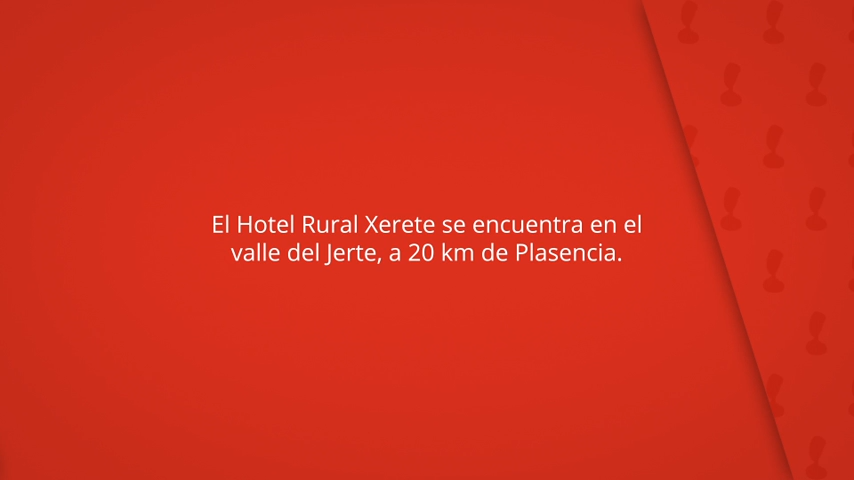 El Hotel Rural Xerete se encuentra en el
valle del Jerte, a 20 km de Plasencia.